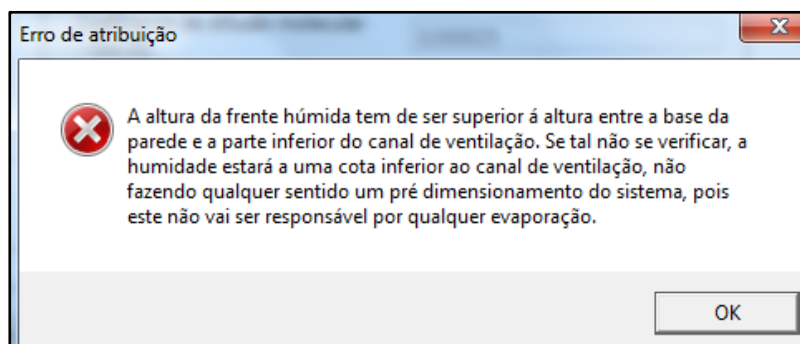 Erro de atribuição
A altura da frente húmida tem de ser superior á altura entre a base da
parede e a parte inferior do canal de ventilação. Se tal não se verificar, a
humidade estará a uma cota inferior ao canal de ventilação, não
fazendo qualquer sentido um pré dimensionamento do sistema, pois
este não vai ser responsável por qualquer evaporação.
OK